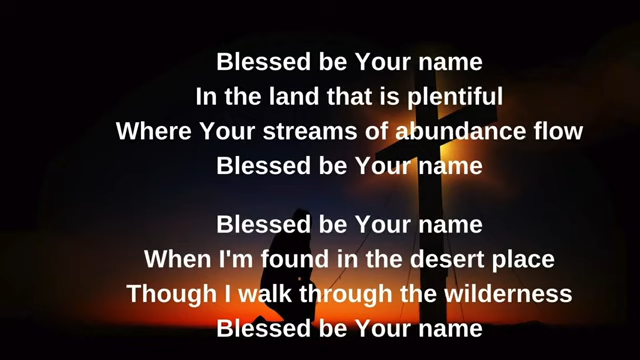 Blessed be Your name
In the land that is plentiful
Where Your streams of abundance flow
Blessed be Your name
Blessed be Your name
When I'm found in the desert place
Though I walk through the wilderness
Blessed be Your name